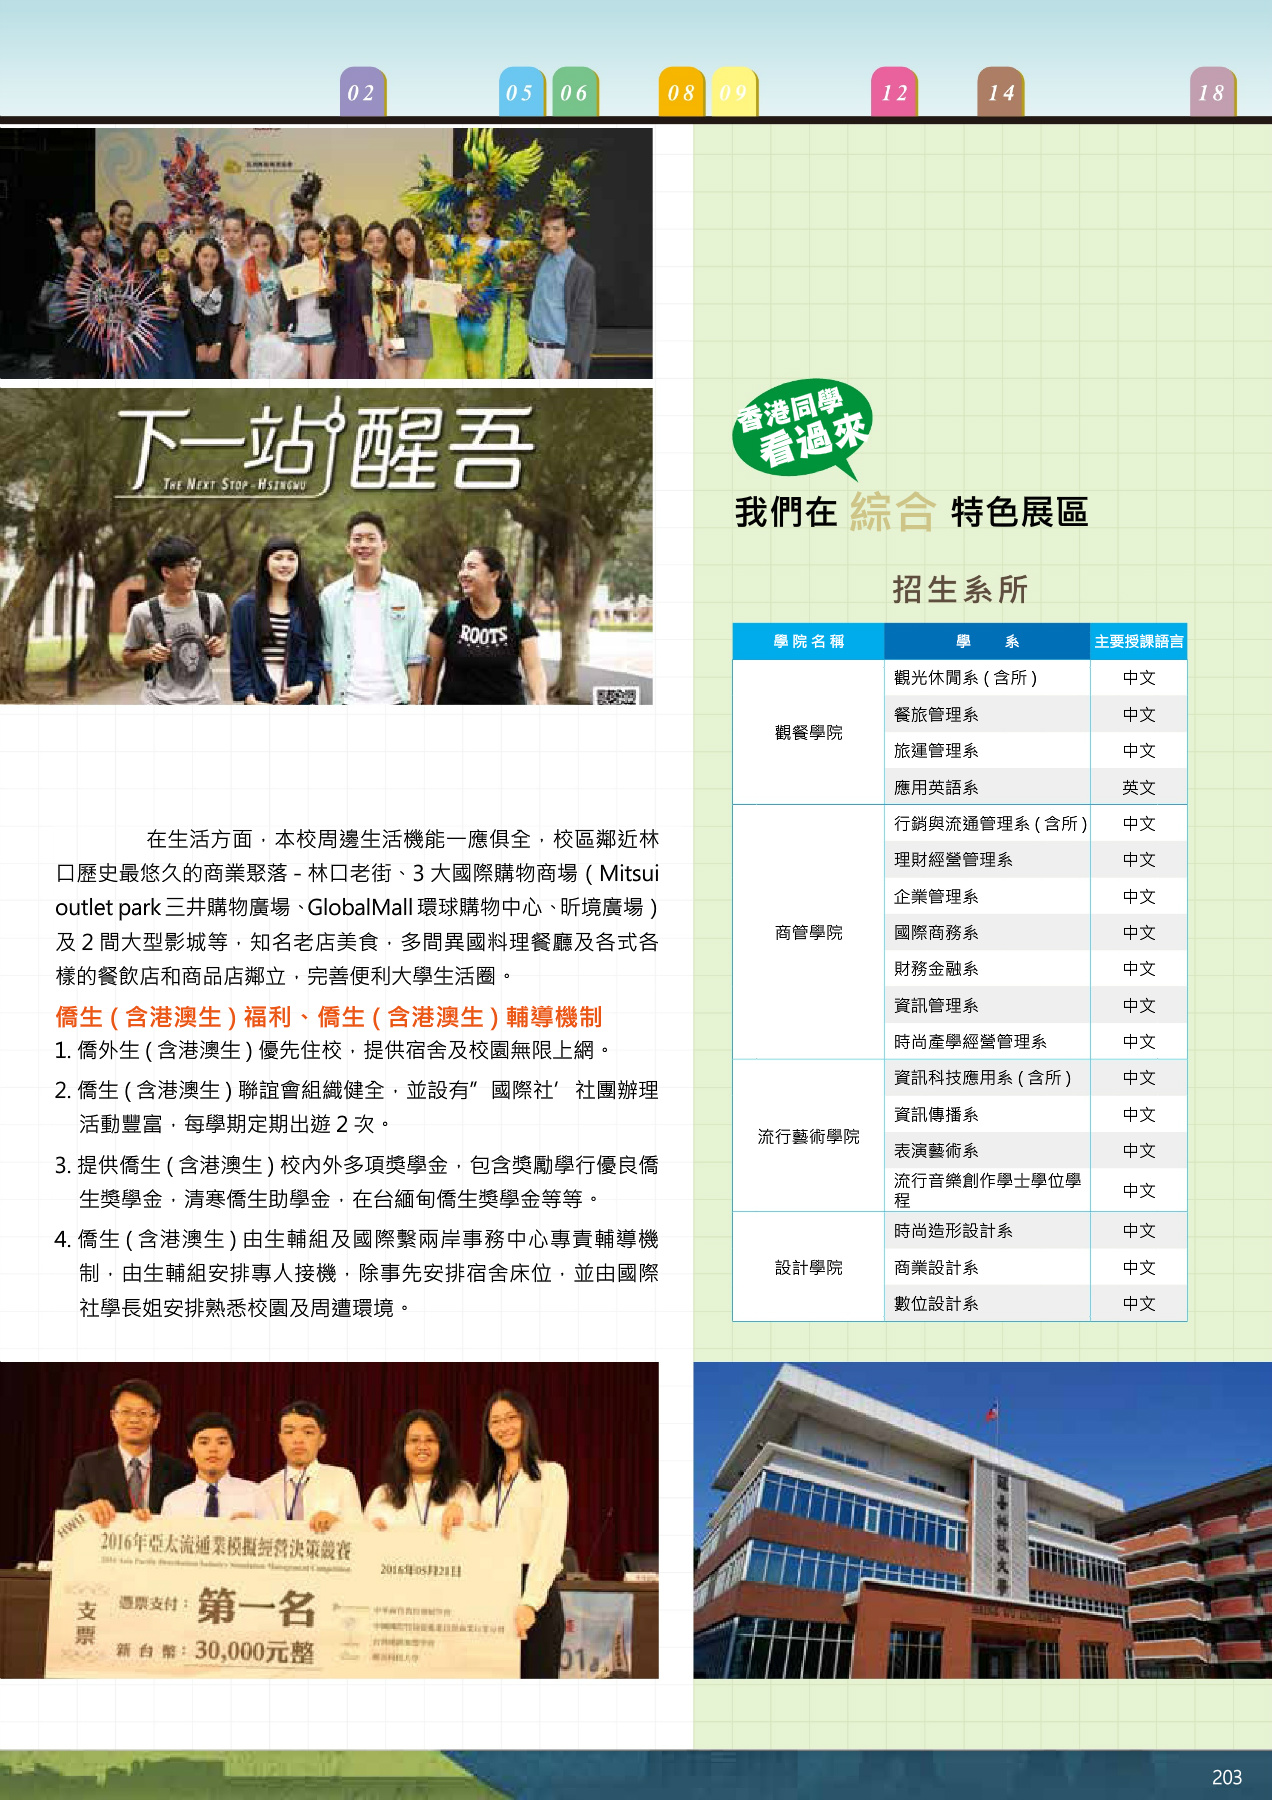 02
05
06
08
09
12
14
18
下一站 醒吾
THE NEXT STOP - HSINGWU
ROOTS
在生活方面，本校周邊生活機能一應俱全，校區鄰近林
口歷史最悠久的商業聚落 - 林口老街、3 大國際購物商場 ( Mitsui
outlet park 三井購物廣場、GlobalMall 環球購物中心、昕境廣場 )
及 2 間大型影城等，知名老店美食，多間異國料理餐廳及各式各
樣的餐飲店和商品店鄰立，完善便利大學生活圈。
僑生 ( 含港澳生 ) 福利、僑生 ( 含港澳生 ) 輔導機制
1. 僑外生 ( 含港澳生 ) 優先住校，提供宿舍及校園無限上網。
2. 僑生 ( 含港澳生 ) 聯誼會組織健全，並設有” 國際社’ 社團辦理
活動豐富，每學期定期出遊 2 次。
3. 提供僑生 ( 含港澳生 ) 校內外多項獎學金，包含獎勵學行優良僑
生獎學金，清寒僑生助學金，在台緬甸僑生獎學金等等。
4. 僑生 ( 含港澳生 ) 由生輔組及國際繫兩岸事務中心專責輔導機
制，由生輔組安排專人接機，除事先安排宿舍床位，並由國際
社學長姐安排熟悉校園及周遭環境。
HWU
2016年亞太流通業模擬經營決策競賽
2016 Asia Pacific Distribution Industry Simulation Management Competition
2016年05月21日
支票
憑票支付：第一名
新台幣：30,000元整
香港同學
看過來
我們在 綜合 特色展區
招生系所
學院名稱 學 系 主要授課語言
觀餐學院
觀光休閒系 ( 含所 ) 中文
餐旅管理系 中文
旅運管理系 中文
應用英語系 英文
商管學院
行銷與流通管理系 ( 含所 ) 中文
理財經營管理系 中文
企業管理系 中文
國際商務系 中文
財務金融系 中文
資訊管理系 中文
時尚產學經營管理系 中文
流行藝術學院
資訊科技應用系 ( 含所 ) 中文
資訊傳播系 中文
表演藝術系 中文
流行音樂創作學士學位學
程 中文
設計學院
時尚造形設計系 中文
商業設計系 中文
數位設計系 中文
醒吾科技大學
203